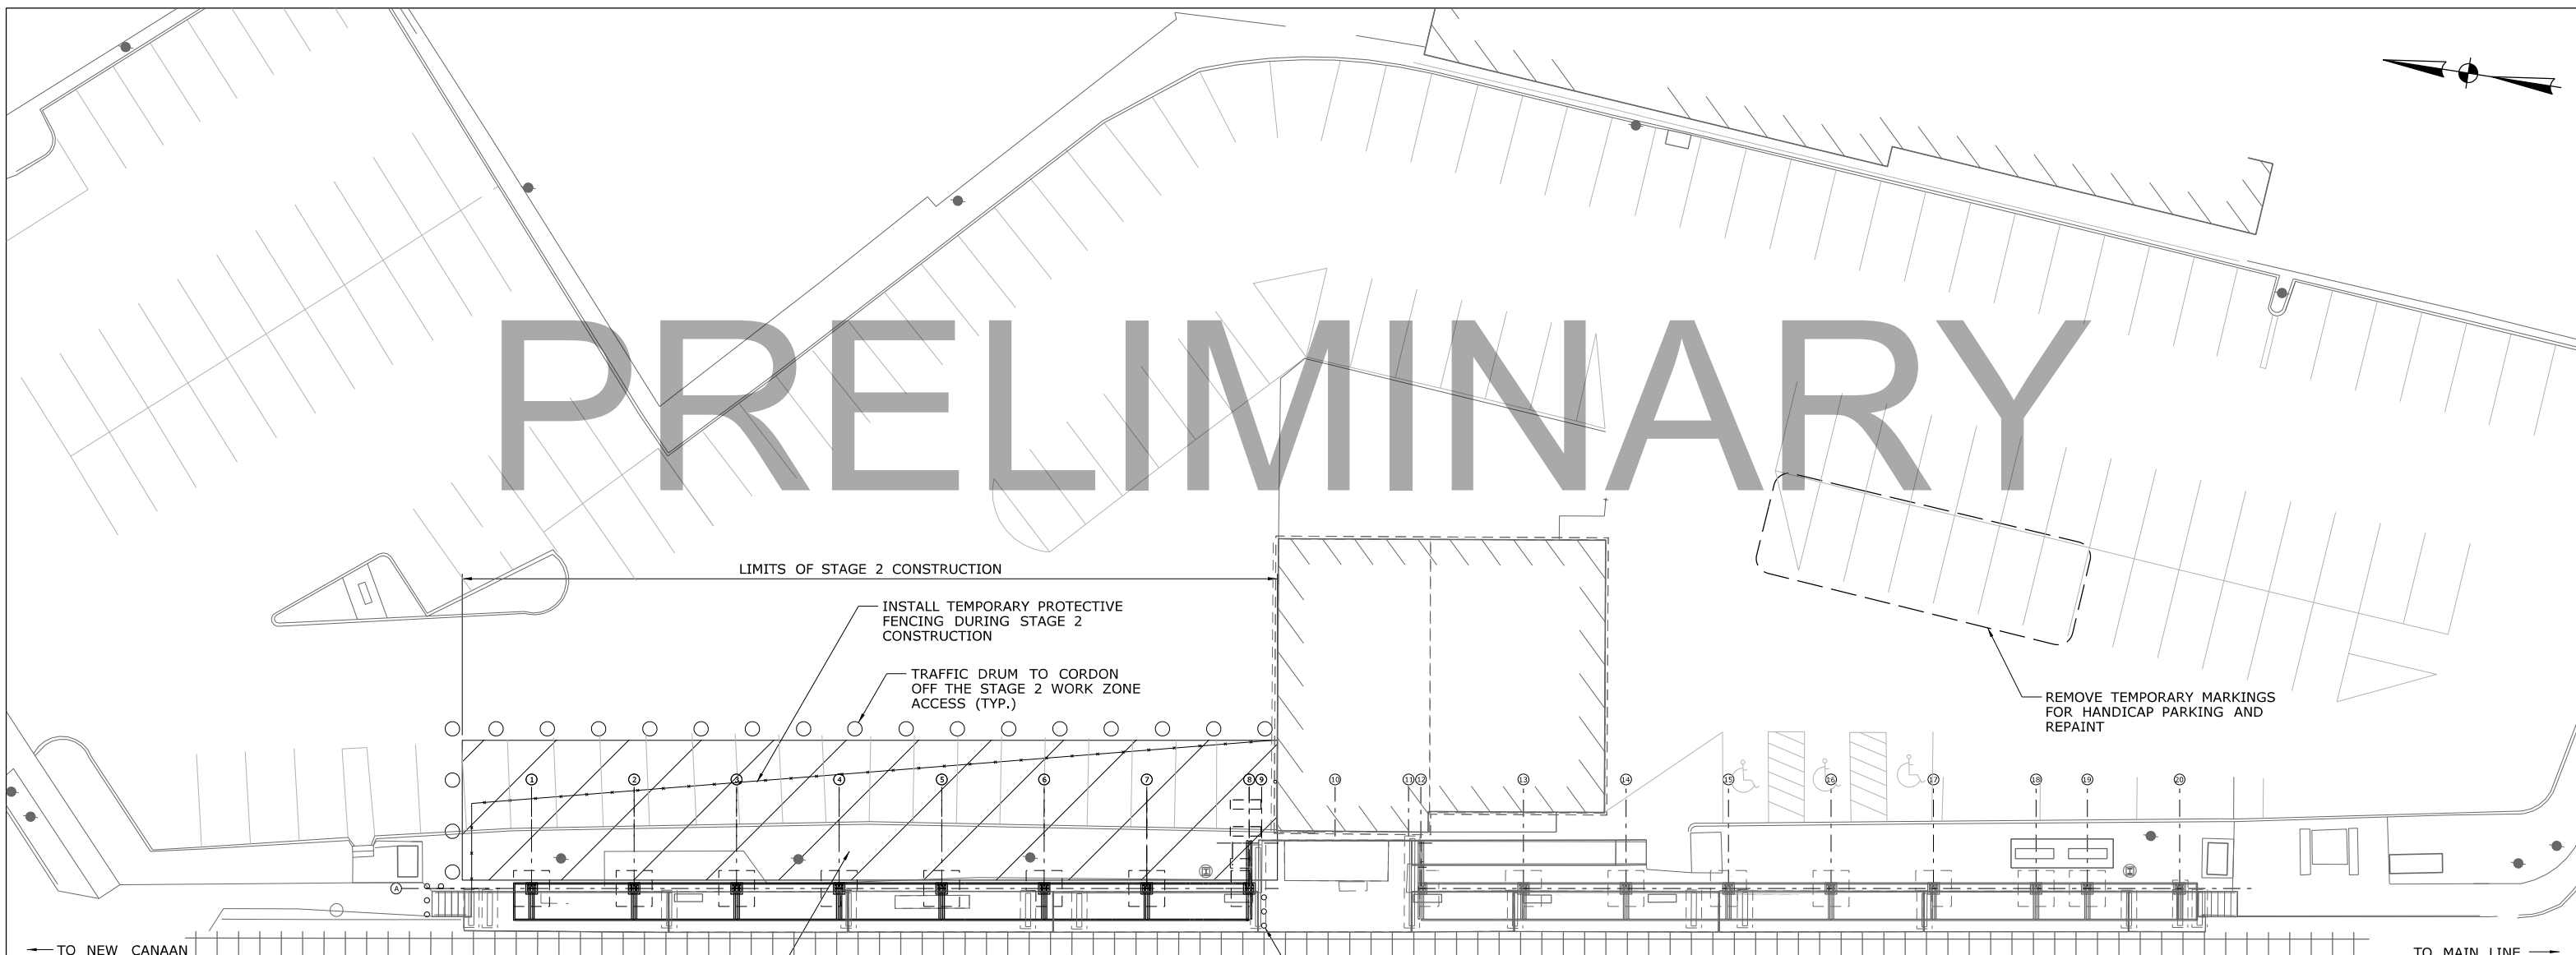 PRELIMINARY
LIMITS OF STAGE 2 CONSTRUCTION
INSTALL TEMPORARY PROTECTIVE
FENCING DURING STAGE 2
CONSTRUCTION
TRAFFIC DRUM TO CORDON
OFF THE STAGE 2 WORK ZONE
ACCESS (TYP.)
REMOVE TEMPORARY MARKINGS
FOR HANDICAP PARKING AND
REPAINT
1 2 3 4 5 6 7 8 9 10 11 12 13 14 15 16 17 18 19 20
A
TO NEW CANAAN
TO MAIN LINE